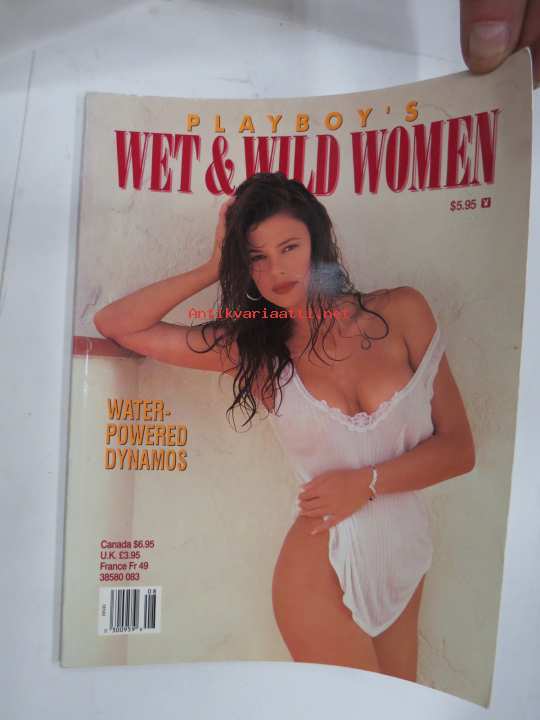 PLAYBOY'S
WET & WILD WOMEN
$5.95
Antikvariaatti.net
WATER-
POWERED
DYNAMOS
Canada $6.95
U.K. £3.95
France Fr 49
38580 083
08